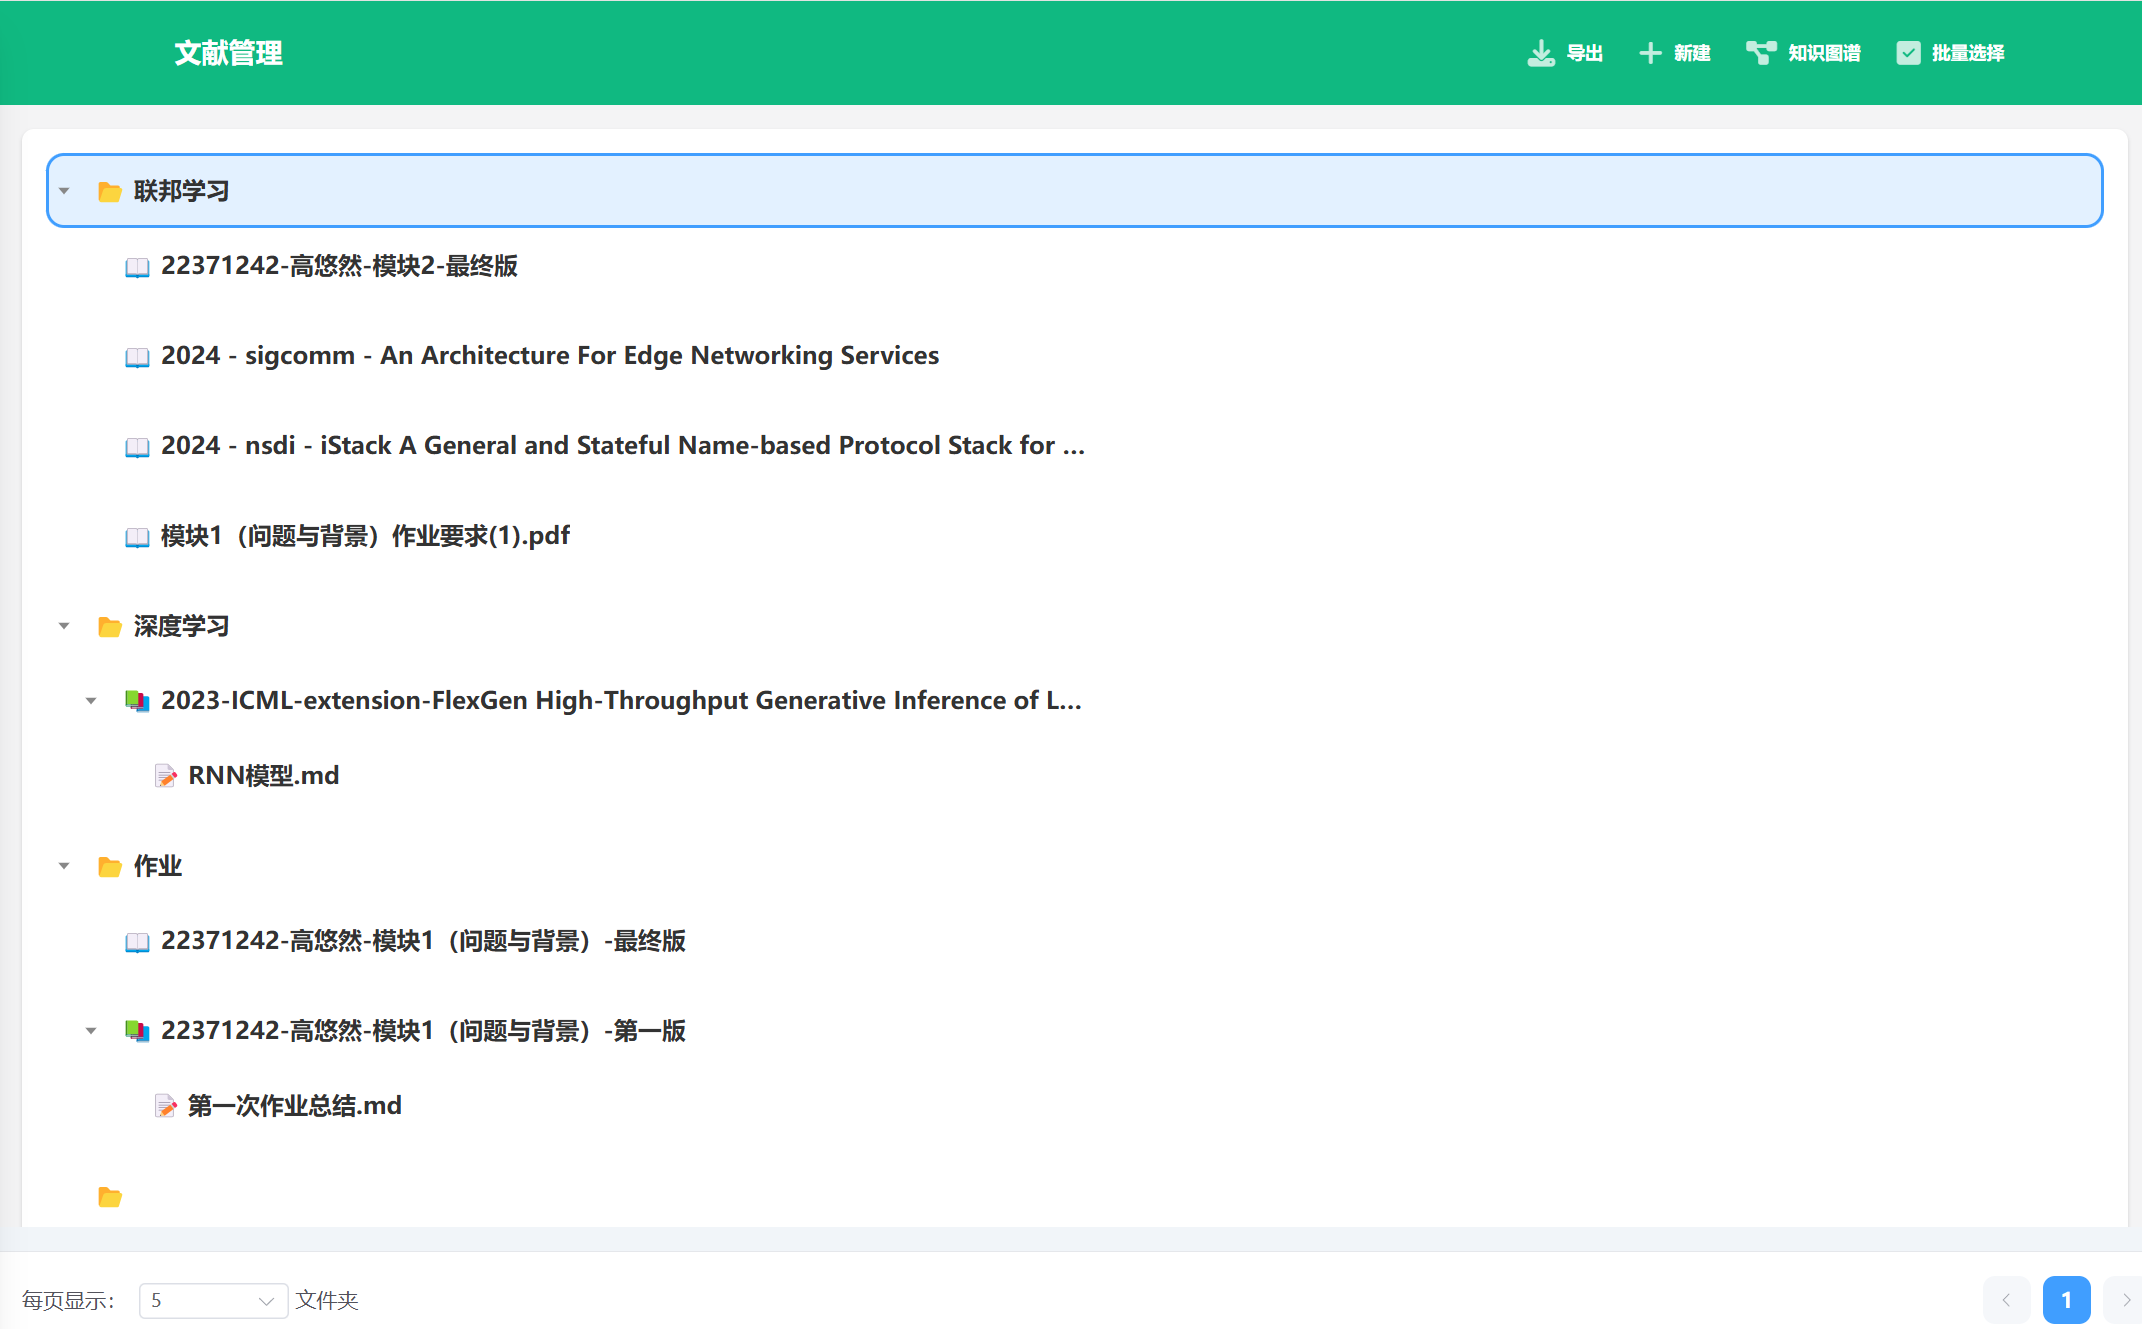 文献管理
导出 新建 知识图谱 批量选择
联邦学习
22371242-高悠然-模块2-最终版
2024 - sigcomm - An Architecture For Edge Networking Services
2024 - nsdi - iStack A General and Stateful Name-based Protocol Stack for ...
模块1（问题与背景）作业要求(1).pdf
深度学习
2023-ICML-extension-FlexGen High-Throughput Generative Inference of L...
RNN模型.md
作业
22371242-高悠然-模块1（问题与背景）-最终版
22371242-高悠然-模块1（问题与背景）-第一版
第一次作业总结.md
每页显示： 5 文件夹 1